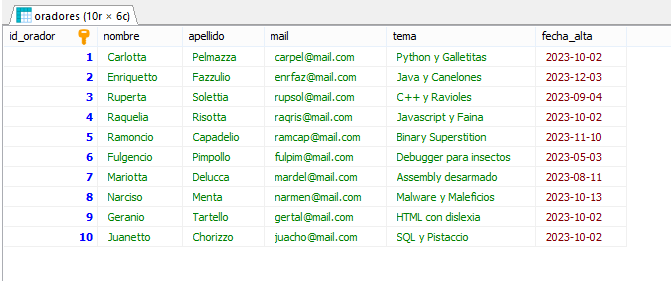 oradores (10r × 6c)
id_orador nombre apellido mail tema fecha_alta
1 Carlotta Pelmazza carpel@mail.com Python y Galletitas 2023-10-02
2 Enriquetto Fazzulio enrfaz@mail.com Java y Canelones 2023-12-03
3 Ruperta Solettia rupsol@mail.com C++ y Ravioles 2023-09-04
4 Raquelia Risotta raqris@mail.com Javascript y Faina 2023-10-02
5 Ramoncio Capadelio ramcap@mail.com Binary Superstition 2023-11-10
6 Fulgencio Pimpollo fulpim@mail.com Debugger para insectos 2023-05-03
7 Mariotta Delucca mardel@mail.com Assembly desarmado 2023-08-11
8 Narciso Menta narmen@mail.com Malware y Maleficios 2023-10-13
9 Geranio Tartello gertal@mail.com HTML con dislexia 2023-10-02
10 Juanetto Chorizzo juacho@mail.com SQL y Pistaccio 2023-10-02